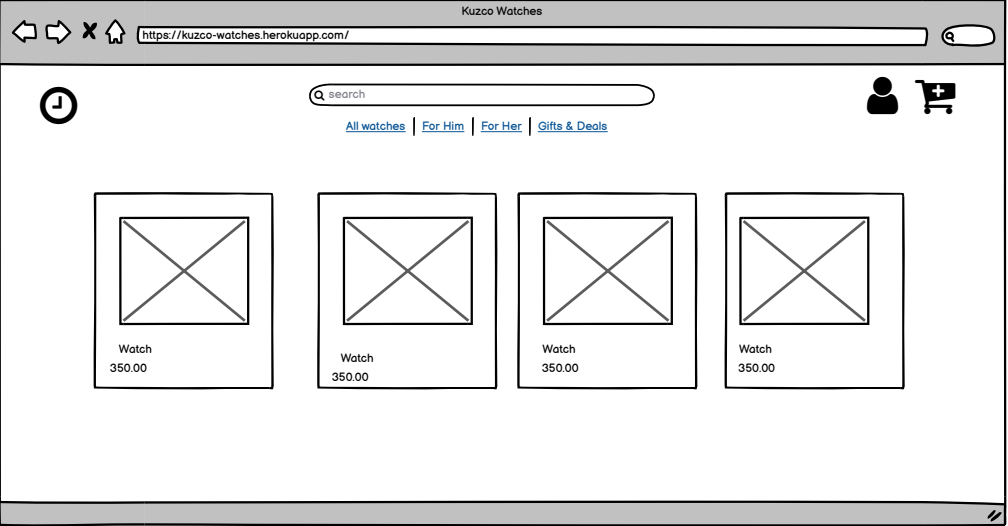 Kuzco Watches
https://kuzco-watches.herokuapp.com/
search
All watches | For Him | For Her | Gifts & Deals
Watch
350.00
Watch
350.00
Watch
350.00
Watch
350.00